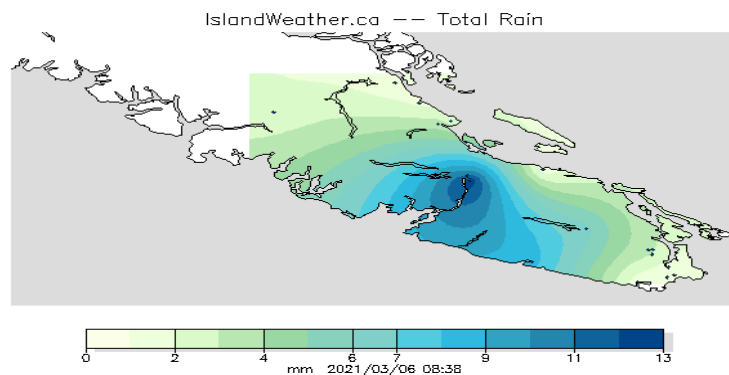 IslandWeather.ca -- Total Rain
0 2 4 6 7 9 11 13
mm 2021/03/06 08:38